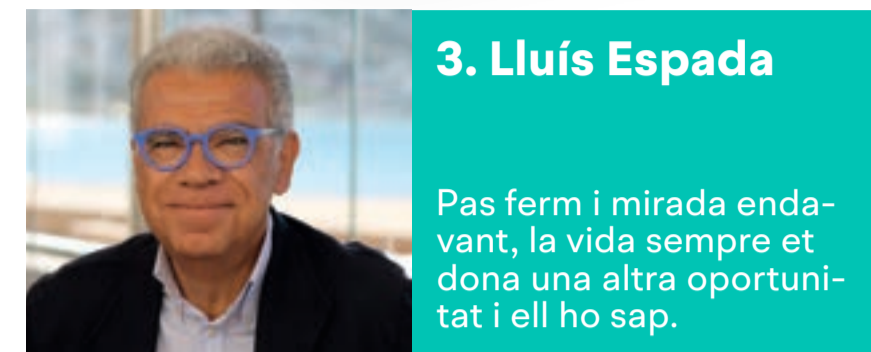 3. Lluís Espada
Pas ferm i mirada enda-
vant, la vida sempre et
dona una altra oportuni-
tat i ell ho sap.